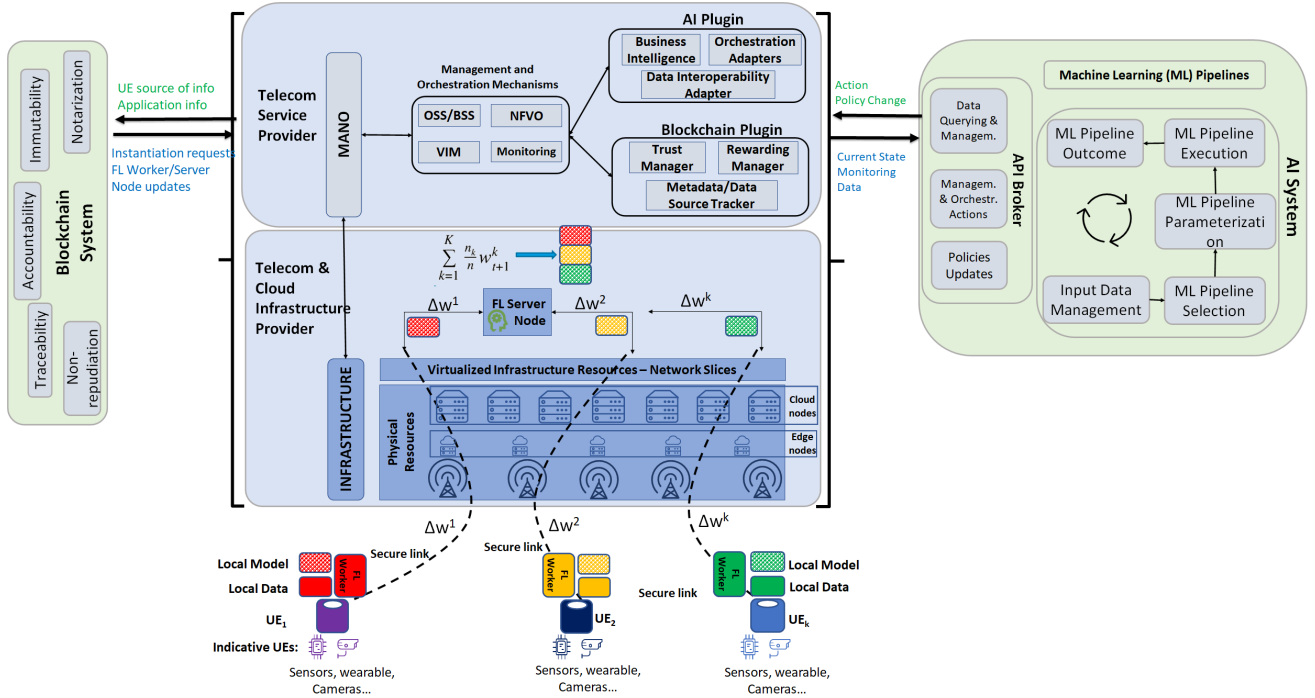 Immutability
Notarization
Accountability
Blockchain
System
Traceabiltiy
Non-
repudiation
UE source of info
Application info
Instantiation requests
FL Worker/Server
Node updates
Telecom
Service
Provider
MANO
Management and
Orchestration Mechanisms
OSS/BSS
NFVO
VIM
Monitoring
AI Plugin
Business
Intelligence
Orchestration
Adapters
Data Interoperability
Adapter
Blockchain Plugin
Trust
Manager
Rewarding
Manager
Metadata/Data
Source Tracker
Action
Policy Change
Current State
Monitoring
Data
Data
Querying &
Managem.
Managem.
& Orchestr.
Actions
Policies
Updates
API Broker
Machine Learning (ML) Pipelines
ML Pipeline
Outcome
ML Pipeline
Execution
ML Pipeline
Parameterizati
on
Input Data
Management
ML Pipeline
Selection
AI System
Telecom &
Cloud
Infrastructure
Provider
K
∑ n_k/n w^k_{t+1}
k=1
Δw¹
FL Server
Node
Δw²
Δwᵏ
INFRASTRUCTURE
Virtualized Infrastructure Resources – Network Slices
Physical
Resources
Cloud
nodes
Edge
nodes
Δw¹
Δw²
Δwᵏ
Secure link
Secure link
Secure link
Local Model
Local Data
FL
Worker
FL
Worker
FL
Worker
Local Model
Local Data
UE₁
UE₂
UEₖ
Indicative UEs:
Sensors, wearable,
Cameras...
Sensors, wearable,
Cameras...
Sensors, wearable,
Cameras...